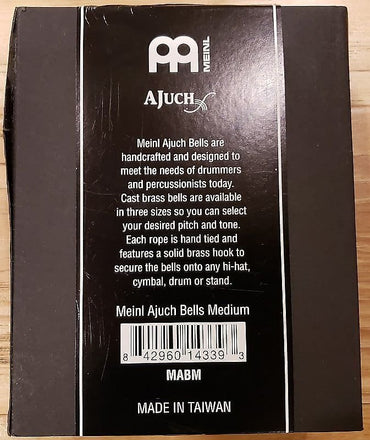 MEINL
AJUCH
Meinl Ajuch Bells are
handcrafted and designed to
meet the needs of drummers
and percussionists today.
Cast brass bells are available
in three sizes so you can select
your desired pitch and tone.
Each rope is hand tied and
features a solid brass hook to
secure the bells onto any hi-hat,
cymbal, drum or stand.
Meinl Ajuch Bells Medium
8 42960 14339 3
MABM
MADE IN TAIWAN